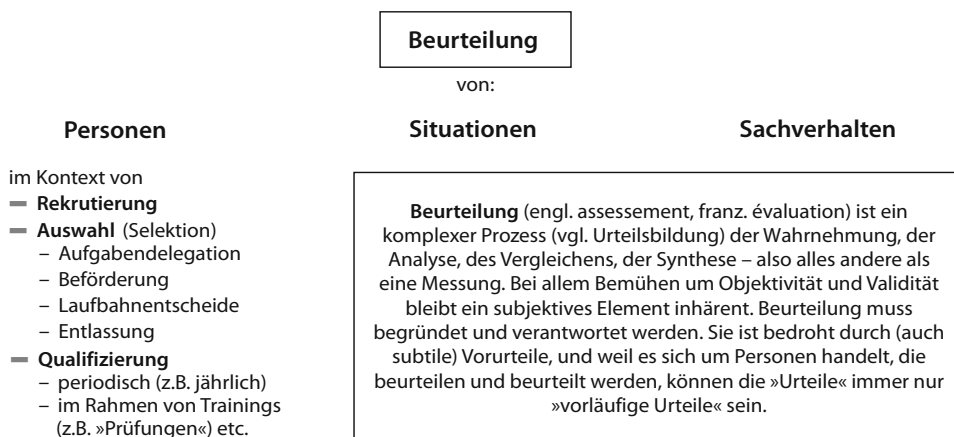 Beurteilung
von:
Personen
Situationen
Sachverhalten
im Kontext von
Rekrutierung
Auswahl (Selektion)
– Aufgabendelegation
– Beförderung
– Laufbahnentscheide
– Entlassung
Qualifizierung
– periodisch (z.B. jährlich)
– im Rahmen von Trainings
(z.B. »Prüfungen«) etc.
Beurteilung (engl. assessement, franz. évaluation) ist ein
komplexer Prozess (vgl. Urteilsbildung) der Wahrnehmung, der
Analyse, des Vergleichens, der Synthese – also alles andere als
eine Messung. Bei allem Bemühen um Objektivität und Validität
bleibt ein subjektives Element inhärent. Beurteilung muss
begründet und verantwortet werden. Sie ist bedroht durch (auch
subtile) Vorurteile, und weil es sich um Personen handelt, die
beurteilen und beurteilt werden, können die »Urteile« immer nur
»vorläufige Urteile« sein.